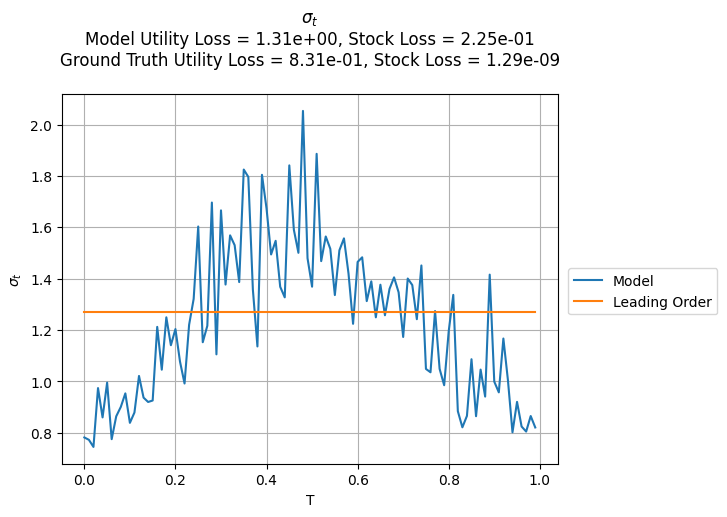 σt
Model Utility Loss = 1.31e+00, Stock Loss = 2.25e-01
Ground Truth Utility Loss = 8.31e-01, Stock Loss = 1.29e-09
2.0
1.8
1.6
1.4
1.2
1.0
0.8
σt
0.0 0.2 0.4 0.6 0.8 1.0
T
Model
Leading Order